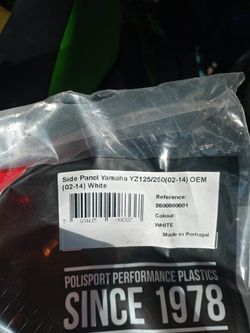 Side Panel Yamaha YZ125/250(02-14) OEM
(02-14) White
Reference:
8600800001
Colour:
WHITE
Made in Portugal
POLISPORT PERFORMANCE PLASTICS
SINCE 1978